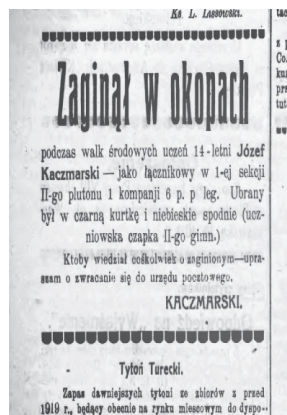 Ks. L. Lissowski.
Zaginął w okopach
podczas walk środowych uczeń 14-letni Józef
Kaczmarski — jako łącznikowy w 1-ej sekcji
II-go plutonu 1 kompanji 6 p. p leg. Ubrany
był w czarną kurtkę i niebieskie spodnie (ucz-
niowska czapka II-go gimn.)
Ktoby wiedział cośkolwiek o zaginionym—upra-
szam o zwracanie się do urzędu pocztowego.
KACZMARSKI.
Tytoń Turecki.
Zapas dawniejszych tytoni ze zbiorów z przed
1919 r., będący obecnie na rynku miescowym do dyspo-